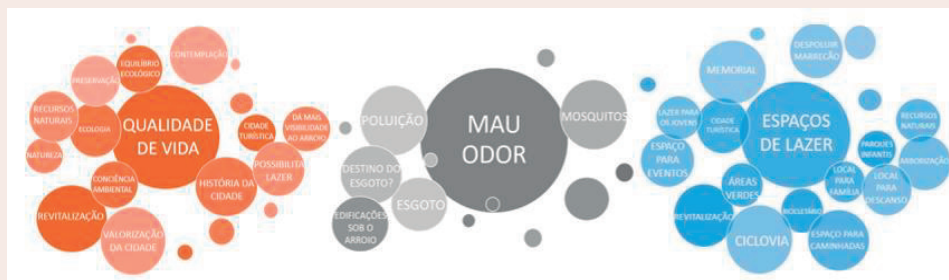 CONTEMPLAÇÃO
EQUILÍBRIO
ECOLÓGICO
PRESERVAÇÃO
RECURSOS
NATURAIS
ECOLOGIA
QUALIDADE
DE VIDA
CIDADE
TURÍSTICA
DÁ MAIS
VISIBILIDADE
AO ARROIO
NATUREZA
CONCIÊNCIA
AMBIENTAL
HISTÓRIA DA
CIDADE
POSSIBILITA
LAZER
REVITALIZAÇÃO
VALORIZAÇÃO
DA CIDADE
POLUIÇÃO
MAU
ODOR
MOSQUITOS
DESTINO DO
ESGOTO?
ESGOTO
EDIFICAÇÕES
SOB O
ARROIO
MEMORIAL
DESPOLUIR
MARRECÃO
LAZER PARA
OS JOVENS
CIDADE
TURÍSTICA
ESPAÇOS
DE LAZER
RECURSOS
NATURAIS
ESPAÇO
PARA
EVENTOS
PARQUES
INFANTIS
ARBORIZAÇÃO
ÁREAS
VERDES
LOCAL
PARA
FAMÍLIA
LOCAL
PARA
DESCANSO
REVITALIZAÇÃO
BICICLETÁRIO
CICLOVIA
ESPAÇO PARA
CAMINHADAS